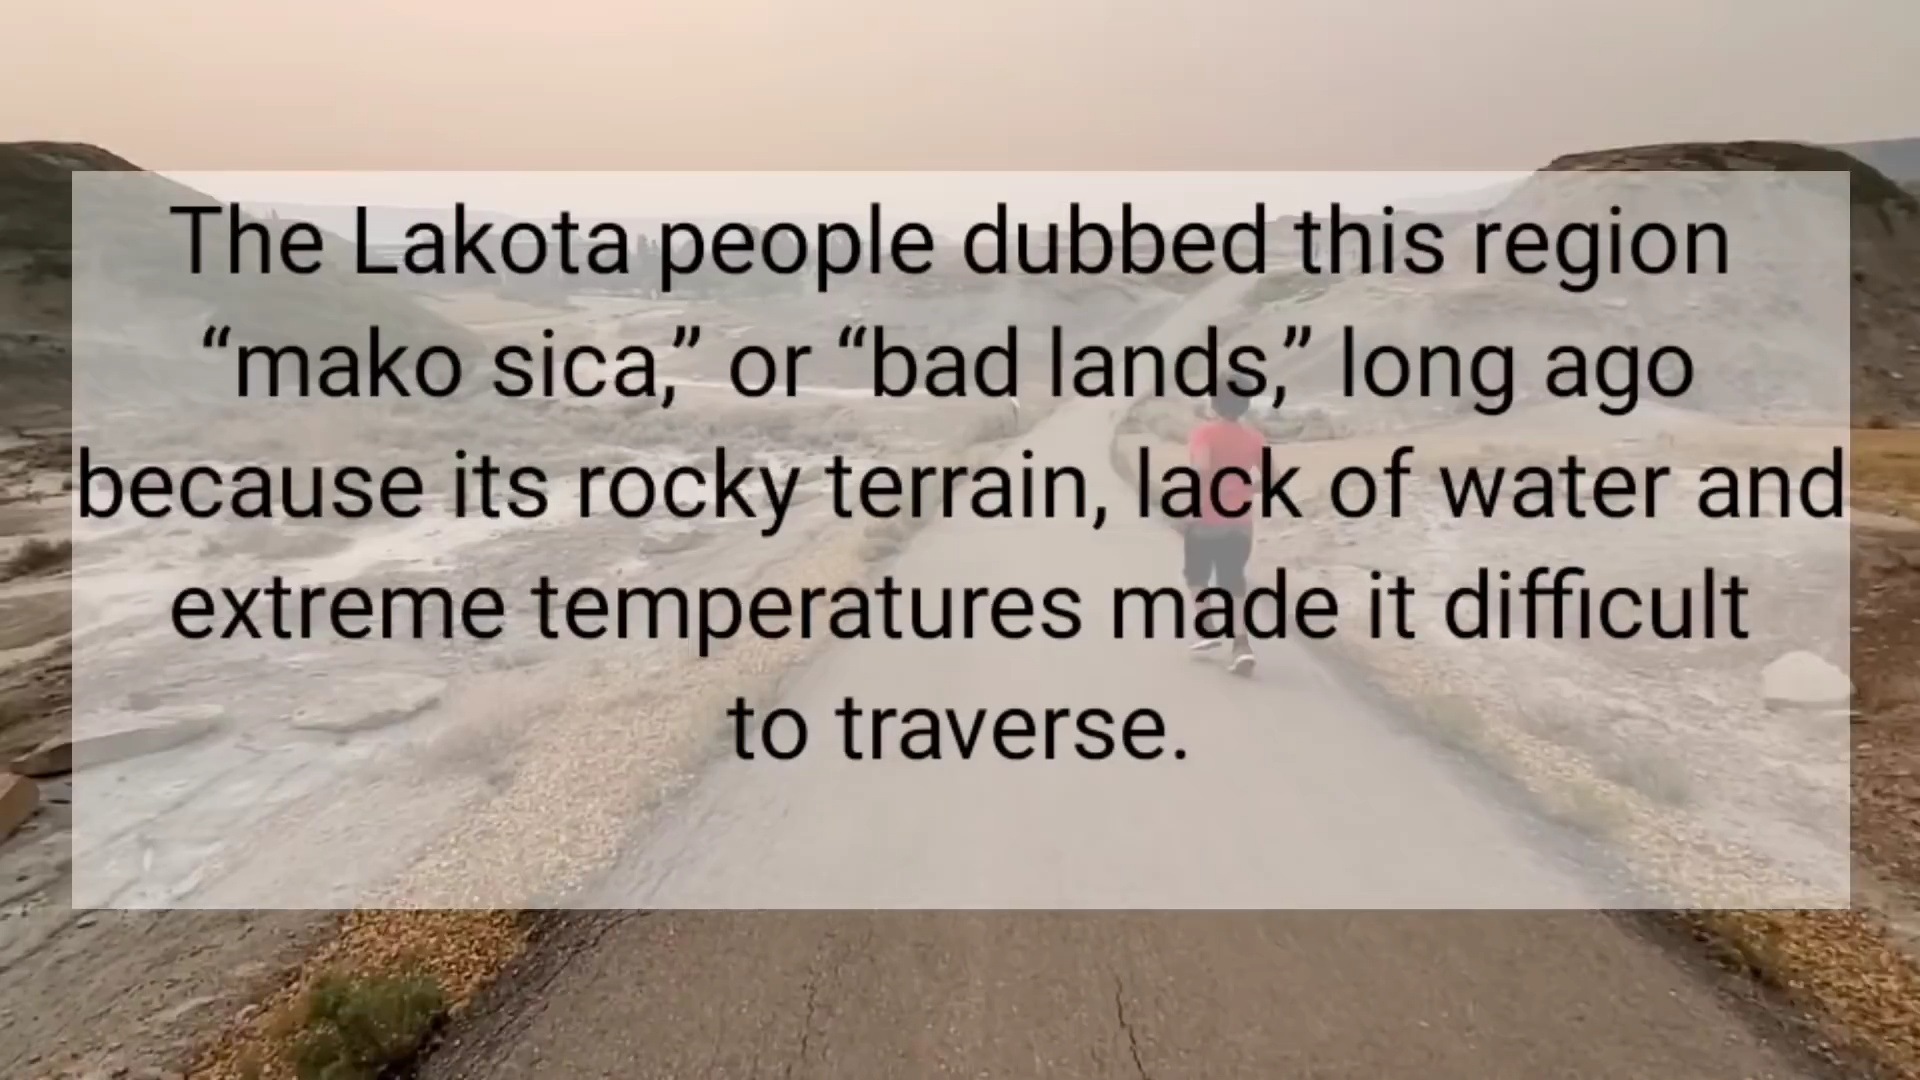 The Lakota people dubbed this region
“mako sica,” or “bad lands,” long ago
because its rocky terrain, lack of water and
extreme temperatures made it difficult
to traverse.